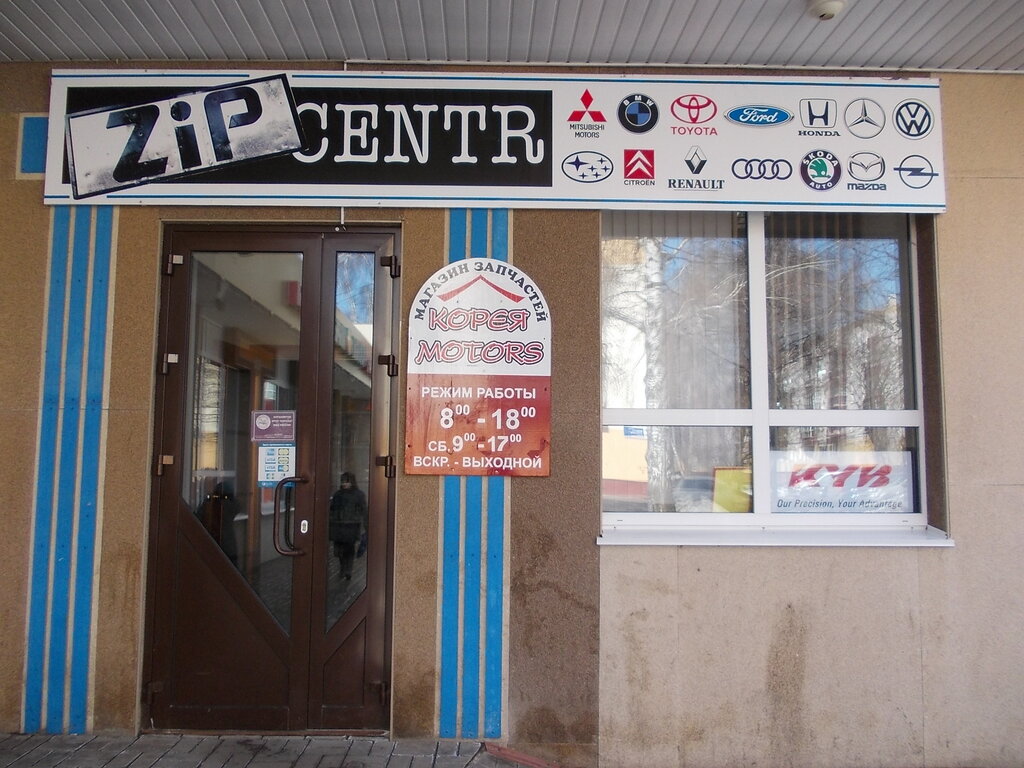 ZiP CENTR
MITSUBISHI
MOTORS
BMW
TOYOTA
Ford
HONDA
CITROËN
RENAULT
ŠKODA
AUTO
mazda
МАГАЗИН ЗАПЧАСТЕЙ
КОРЕЯ
MOTORS
РЕЖИМ РАБОТЫ
8⁰⁰ - 18⁰⁰
СБ. 9⁰⁰ - 17⁰⁰
ВСКР. - ВЫХОДНОЙ
KYB
Our Precision, Your Advantage